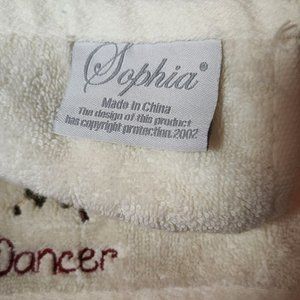 Sophia®
Made in China
The design of this product
has copyright protection.2002
Dancer